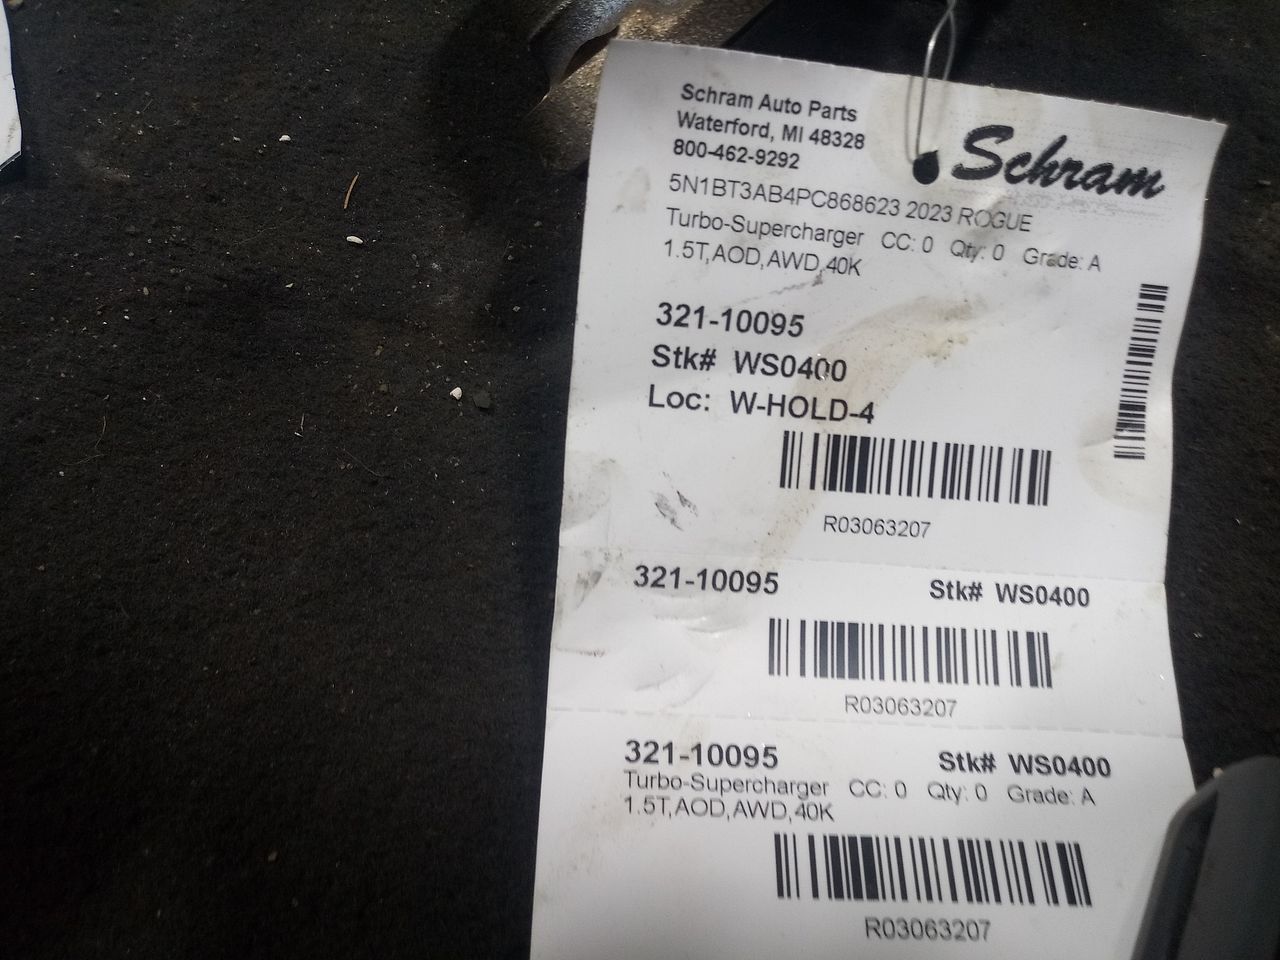 Schram Auto Parts
Waterford, MI 48328
800-462-9292
Schram
5N1BT3AB4PC868623 2023 ROGUE
Turbo-Supercharger CC: 0 Qty: 0 Grade: A
1.5T,AOD,AWD,40K
321-10095
Stk# WS0400
Loc: W-HOLD-4
R03063207
321-10095 Stk# WS0400
R03063207
321-10095 Stk# WS0400
Turbo-Supercharger CC: 0 Qty: 0 Grade: A
1.5T,AOD,AWD,40K
R03063207